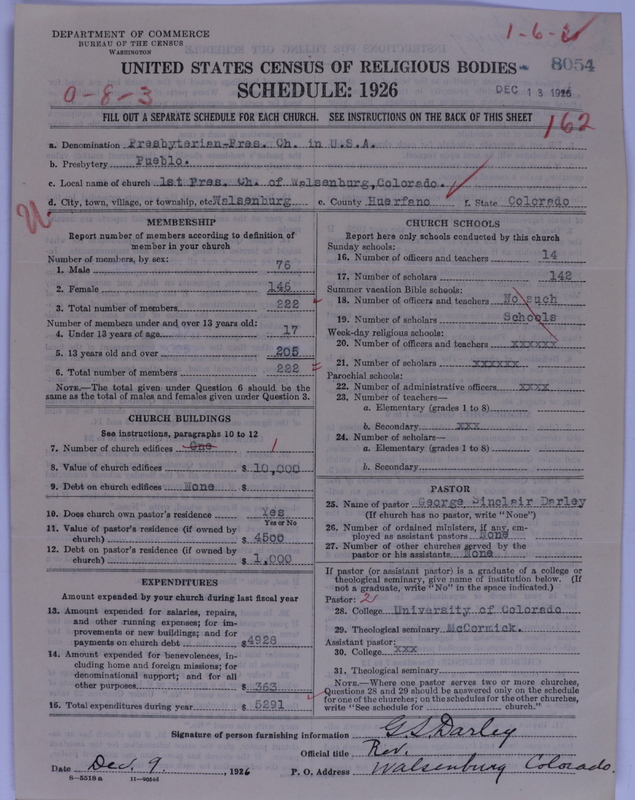 DEPARTMENT OF COMMERCE
BUREAU OF THE CENSUS
WASHINGTON
1-6-2
UNITED STATES CENSUS OF RELIGIOUS BODIES
8054
SCHEDULE: 1926
DEC 13 1926
0-8-3
FILL OUT A SEPARATE SCHEDULE FOR EACH CHURCH. SEE INSTRUCTIONS ON THE BACK OF THIS SHEET
162
a. Denomination Presbyterian-Pres. Ch. in U.S.A.
b. Presbytery Pueblo.
c. Local name of church 1st Pres. Ch. of Walsenburg, Colorado.
d. City, town, village, or township, etc. Walsenburg e. County Huerfano f. State Colorado
MEMBERSHIP
Report number of members according to definition of
member in your church
Number of members, by sex:
1. Male 76
2. Female 146
3. Total number of members 222
Number of members under and over 13 years old:
4. Under 13 years of age 17
5. 13 years old and over 205
6. Total number of members 222
NOTE.—The total given under Question 6 should be the
same as the total of males and females given under Question 3.
CHURCH BUILDINGS
See instructions, paragraphs 10 to 12
7. Number of church edifices One 1
8. Value of church edifices $ 10,000
9. Debt on church edifices None $
10. Does church own pastor's residence Yes
Yes or No
11. Value of pastor's residence (if owned by
church) $ 4500
12. Debt on pastor's residence (if owned by
church) $ 1,000
EXPENDITURES
Amount expended by your church during last fiscal year
13. Amount expended for salaries, repairs,
and other running expenses; for im-
provements or new buildings; and for
payments on church debt $ 4928
14. Amount expended for benevolences, in-
cluding home and foreign missions; for
denominational support; and for all
other purposes $ 363
15. Total expenditures during year $ 5291
CHURCH SCHOOLS
Report here only schools conducted by this church
Sunday schools:
16. Number of officers and teachers 14
17. Number of scholars 142
Summer vacation Bible schools:
18. Number of officers and teachers No such
19. Number of scholars Schools
Week-day religious schools:
20. Number of officers and teachers xxxxxx
21. Number of scholars xxxxxx
Parochial schools:
22. Number of administrative officers xxxx
23. Number of teachers—
a. Elementary (grades 1 to 8)
b. Secondary xxx
24. Number of scholars—
a. Elementary (grades 1 to 8)
b. Secondary
PASTOR
25. Name of pastor George Sinclair Darley
(If church has no pastor, write "None")
26. Number of ordained ministers, if any, em-
ployed as assistant pastors None
27. Number of other churches served by the
pastor or his assistants None
If pastor (or assistant pastor) is a graduate of a college or
theological seminary, give name of institution below. (If
not a graduate, write "No" in the space indicated.)
Pastor: 2
28. College University of Colorado
29. Theological seminary McCormick.
Assistant pastor:
30. College xxx
31. Theological seminary
NOTE.—Where one pastor serves two or more churches,
Questions 28 and 29 should be answered only on the schedule
for one of the churches; on the schedules for the other churches,
write "See schedule for church."
Signature of person furnishing information G S Darley
Official title Rev.
Date Dec. 9, 1926 P. O. Address Walsenburg Colorado.
8—5518 a